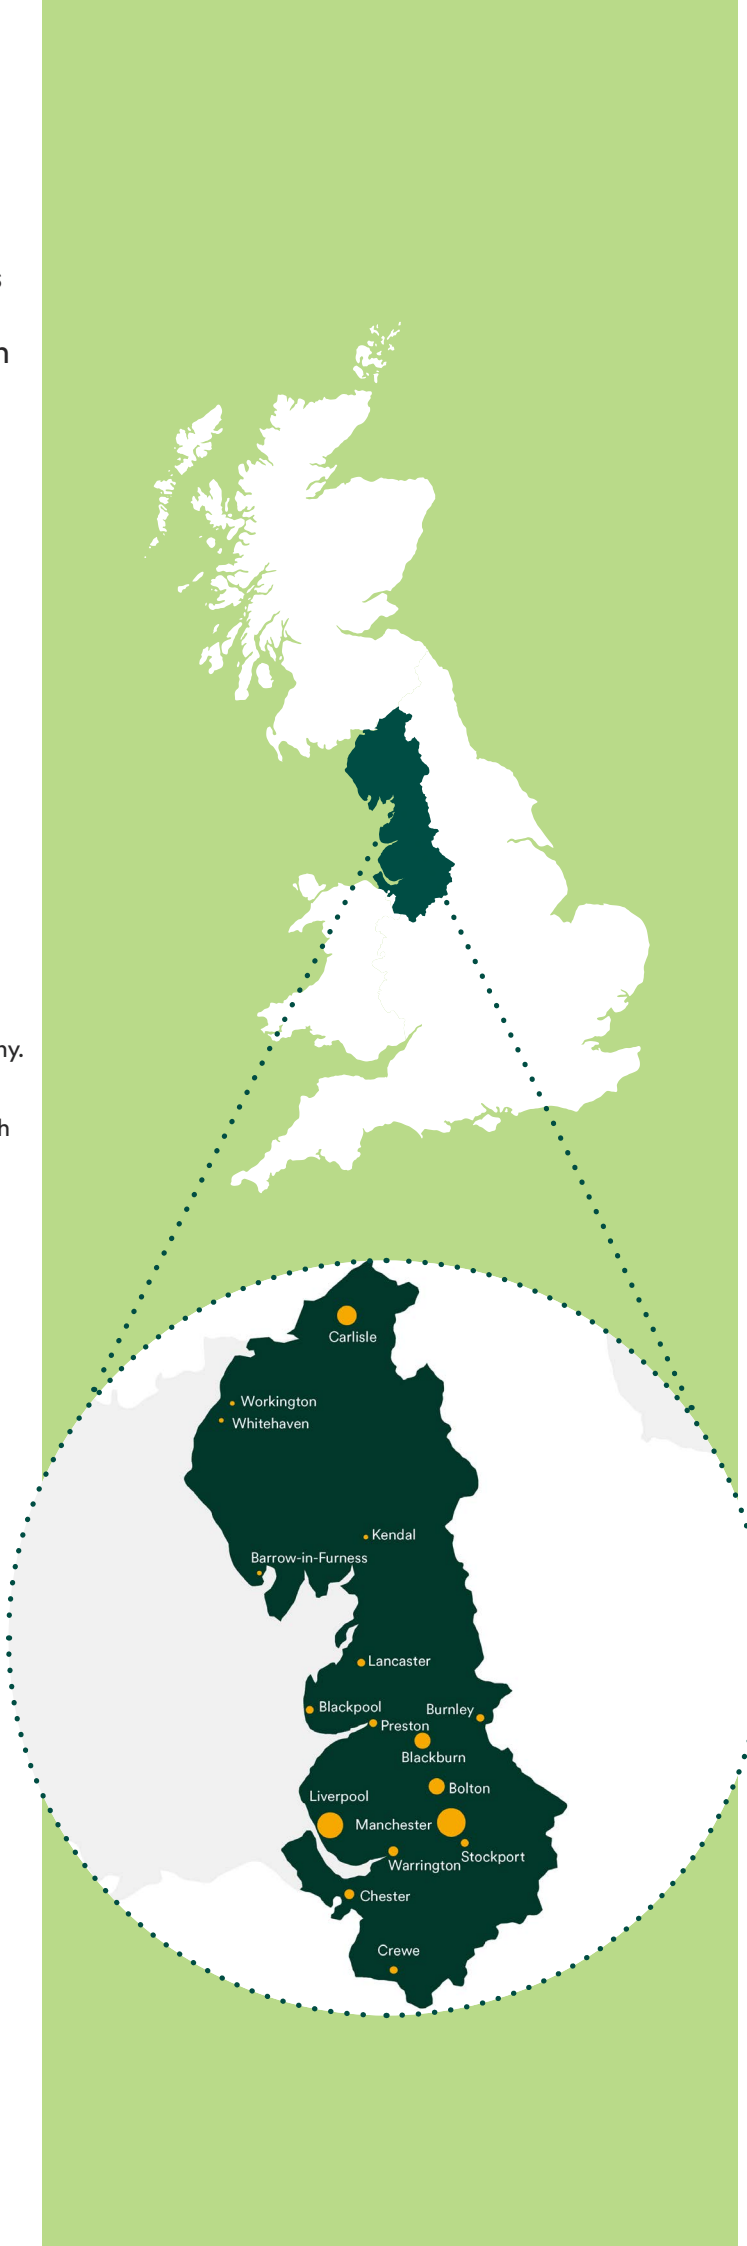 ny.
Carlisle
Workington
Whitehaven
Kendal
Barrow-in-Furness
Lancaster
Blackpool
Burnley
Preston
Blackburn
Bolton
Liverpool
Manchester
Stockport
Warrington
Chester
Crewe